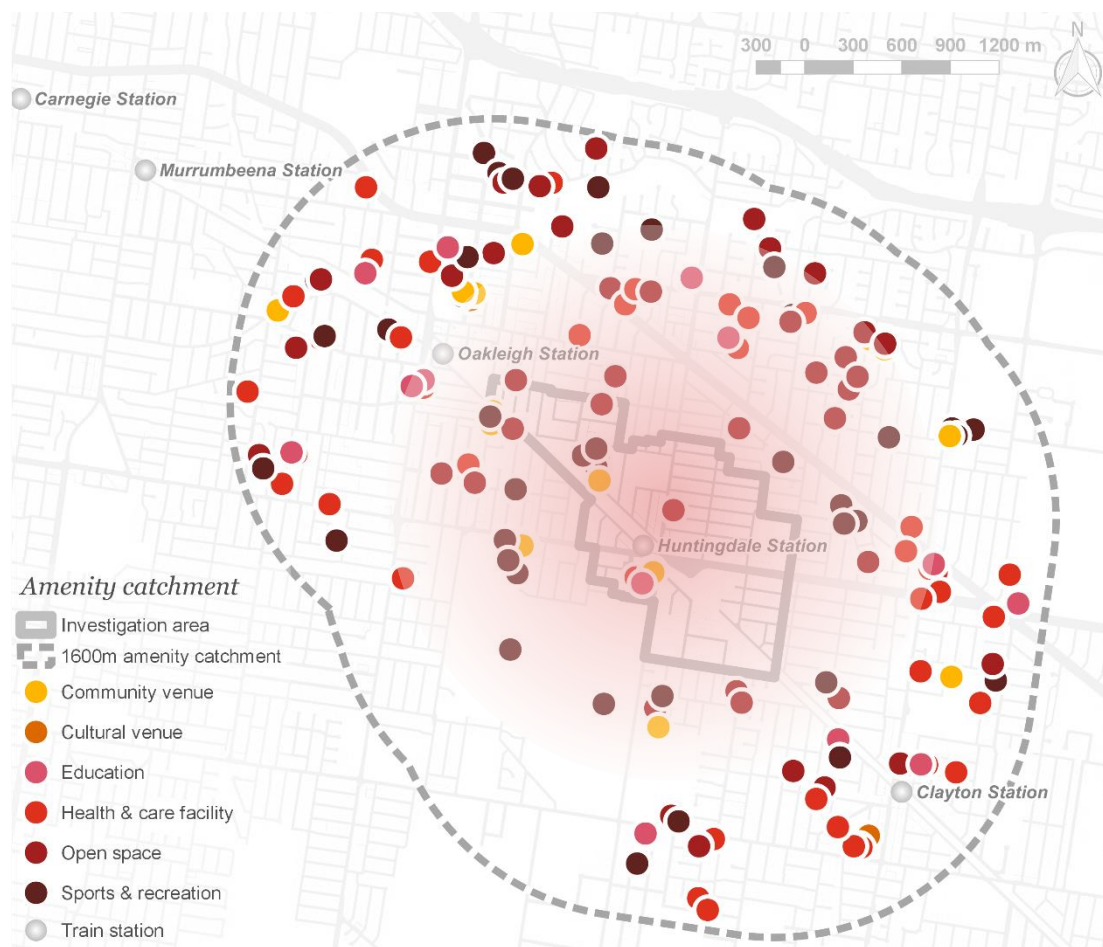 N
300 0 300 600 900 1200 m
Carnegie Station
Murrumbeena Station
Oakleigh Station
Huntingdale Station
Clayton Station
Amenity catchment
Investigation area
1600m amenity catchment
Community venue
Cultural venue
Education
Health & care facility
Open space
Sports & recreation
Train station